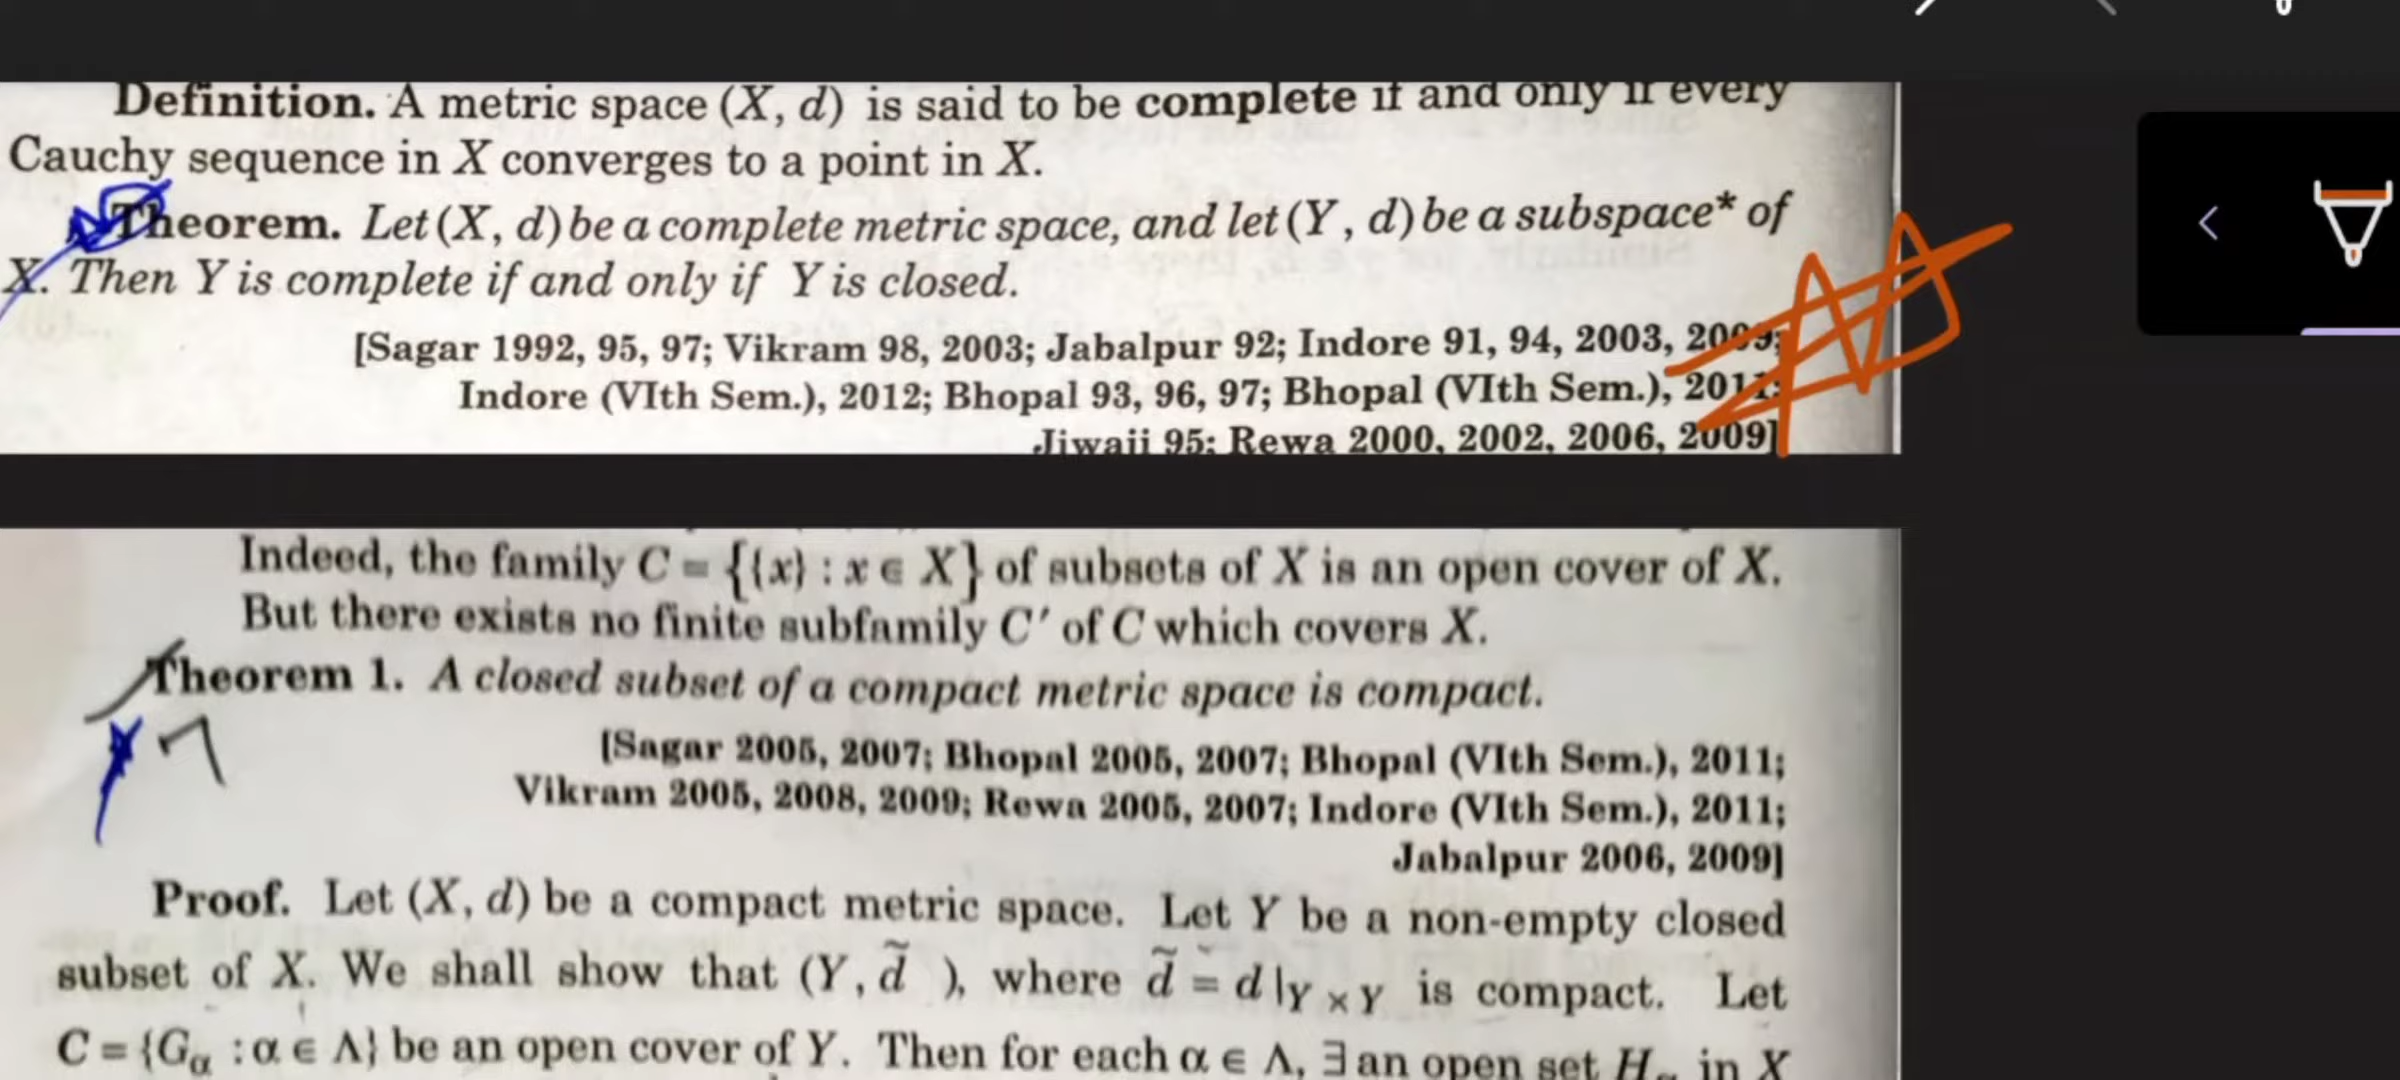 Definition. A metric space (X, d) is said to be complete if and only if every
Cauchy sequence in X converges to a point in X.
Theorem. Let (X, d) be a complete metric space, and let (Y, d) be a subspace* of
X. Then Y is complete if and only if Y is closed.
[Sagar 1992, 95, 97; Vikram 98, 2003; Jabalpur 92; Indore 91, 94, 2003, 2009;
Indore (VIth Sem.), 2012; Bhopal 93, 96, 97; Bhopal (VIth Sem.), 2011;
Jiwaji 95; Rewa 2000, 2002, 2006, 2009]
Indeed, the family C = {{x} : x ∈ X} of subsets of X is an open cover of X.
But there exists no finite subfamily C′ of C which covers X.
Theorem 1. A closed subset of a compact metric space is compact.
7
[Sagar 2005, 2007; Bhopal 2005, 2007; Bhopal (VIth Sem.), 2011;
Vikram 2005, 2008, 2009; Rewa 2005, 2007; Indore (VIth Sem.), 2011;
Jabalpur 2006, 2009]
Proof. Let (X, d) be a compact metric space. Let Y be a non-empty closed
subset of X. We shall show that (Y, d̃ ), where d̃ = d |Y × Y is compact. Let
C = {Gα : α ∈ Λ} be an open cover of Y. Then for each α ∈ Λ, ∃ an open set Hα in X